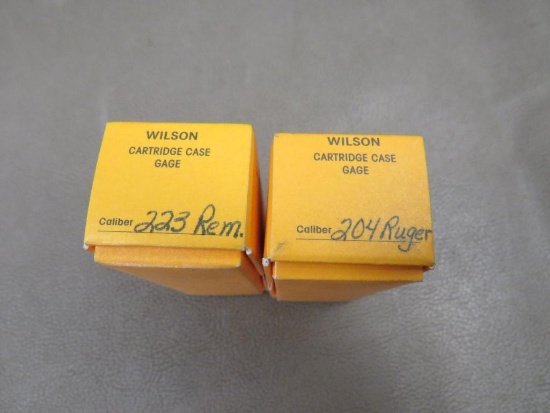 WILSON
CARTRIDGE CASE
GAGE
Caliber 223 Rem.
WILSON
CARTRIDGE CASE
GAGE
Caliber 204 Ruger